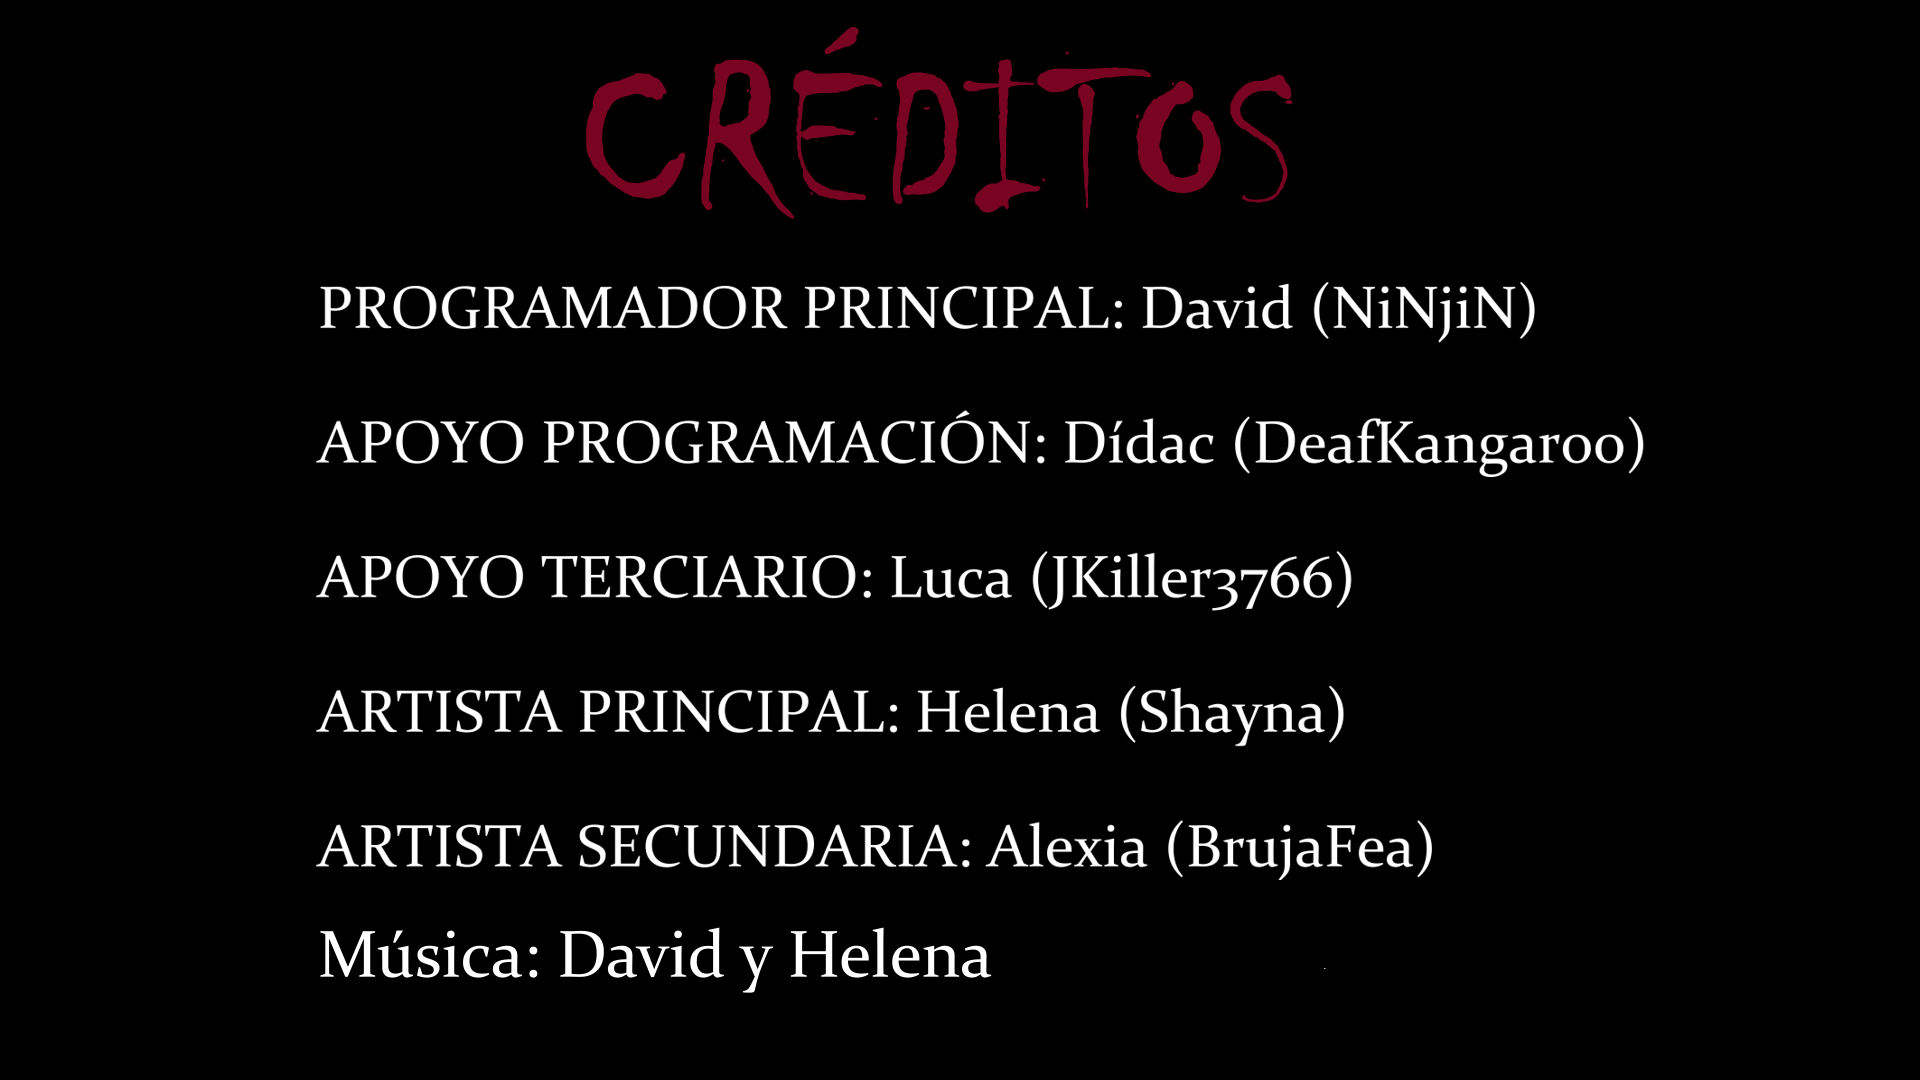 CRÉDITOS
PROGRAMADOR PRINCIPAL: David (NiNjiN)
APOYO PROGRAMACIÓN: Dídac (DeafKangaroo)
APOYO TERCIARIO: Luca (JKiller3766)
ARTISTA PRINCIPAL: Helena (Shayna)
ARTISTA SECUNDARIA: Alexia (BrujaFea)
Música: David y Helena